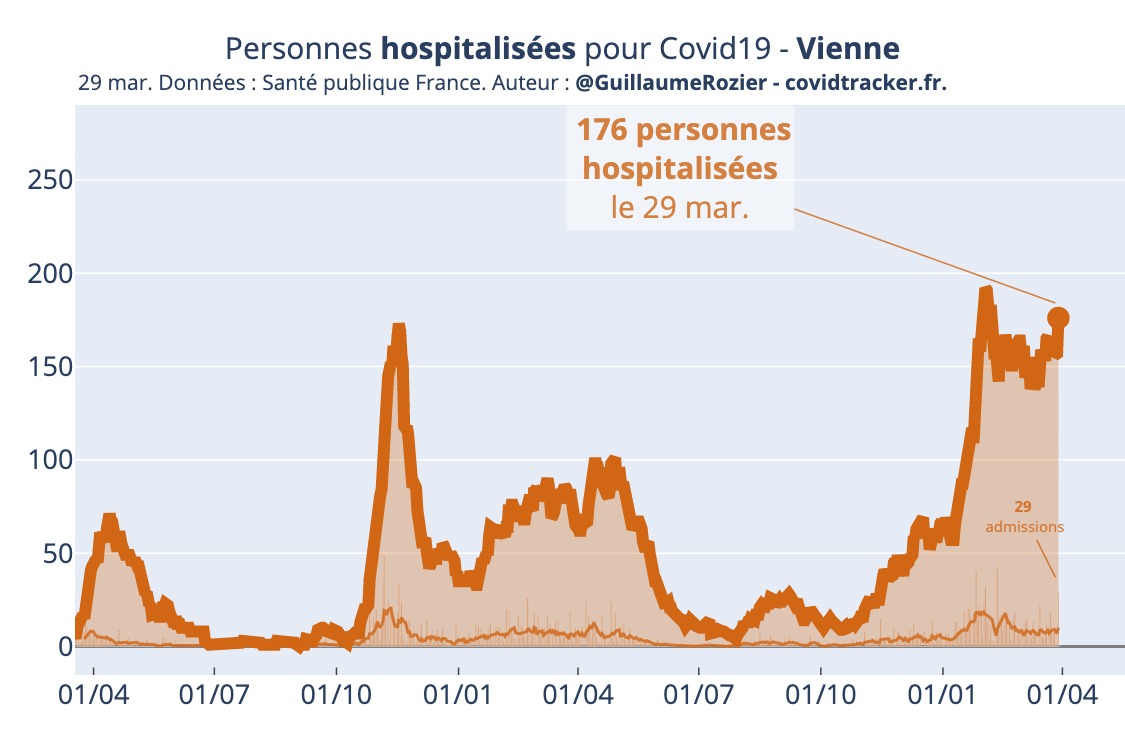 Personnes hospitalisées pour Covid19 - Vienne
29 mar. Données : Santé publique France. Auteur : @GuillaumeRozier - covidtracker.fr.
176 personnes
hospitalisées
le 29 mar.
250
200
150
100
50
0
29
admissions
01/04 01/07 01/10 01/01 01/04 01/07 01/10 01/01 01/04